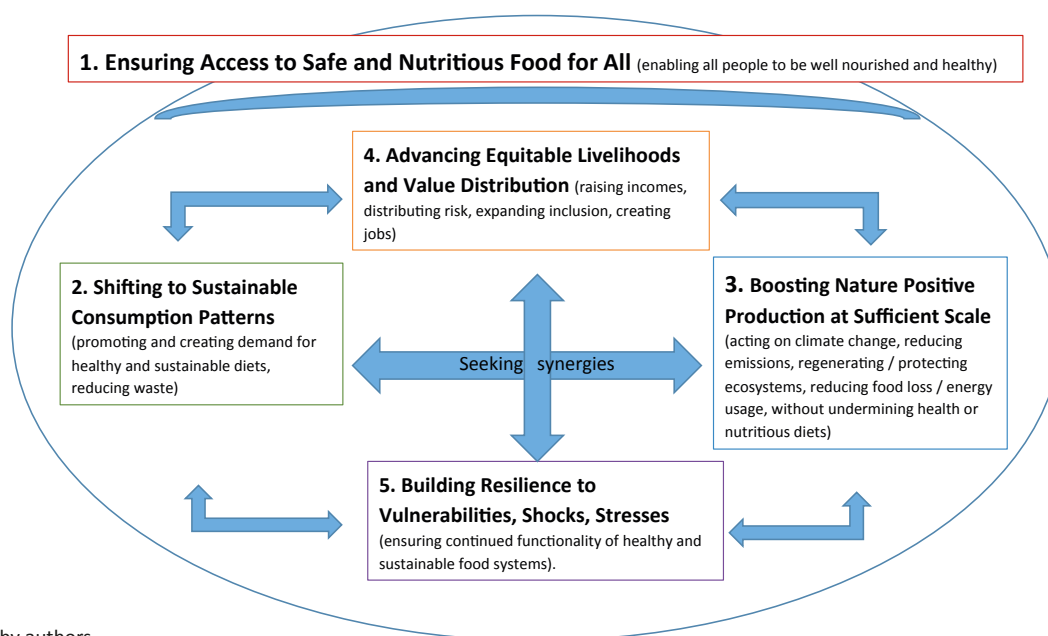 1. Ensuring Access to Safe and Nutritious Food for All (enabling all people to be well nourished and healthy)
4. Advancing Equitable Livelihoods
and Value Distribution (raising incomes,
distributing risk, expanding inclusion, creating
jobs)
2. Shifting to Sustainable
Consumption Patterns
(promoting and creating demand for
healthy and sustainable diets,
reducing waste)
3. Boosting Nature Positive
Production at Sufficient Scale
(acting on climate change, reducing
emissions, regenerating / protecting
ecosystems, reducing food loss / energy
usage, without undermining health or
nutritious diets)
Seeking synergies
5. Building Resilience to
Vulnerabilities, Shocks, Stresses
(ensuring continued functionality of healthy and
sustainable food systems).
by authors